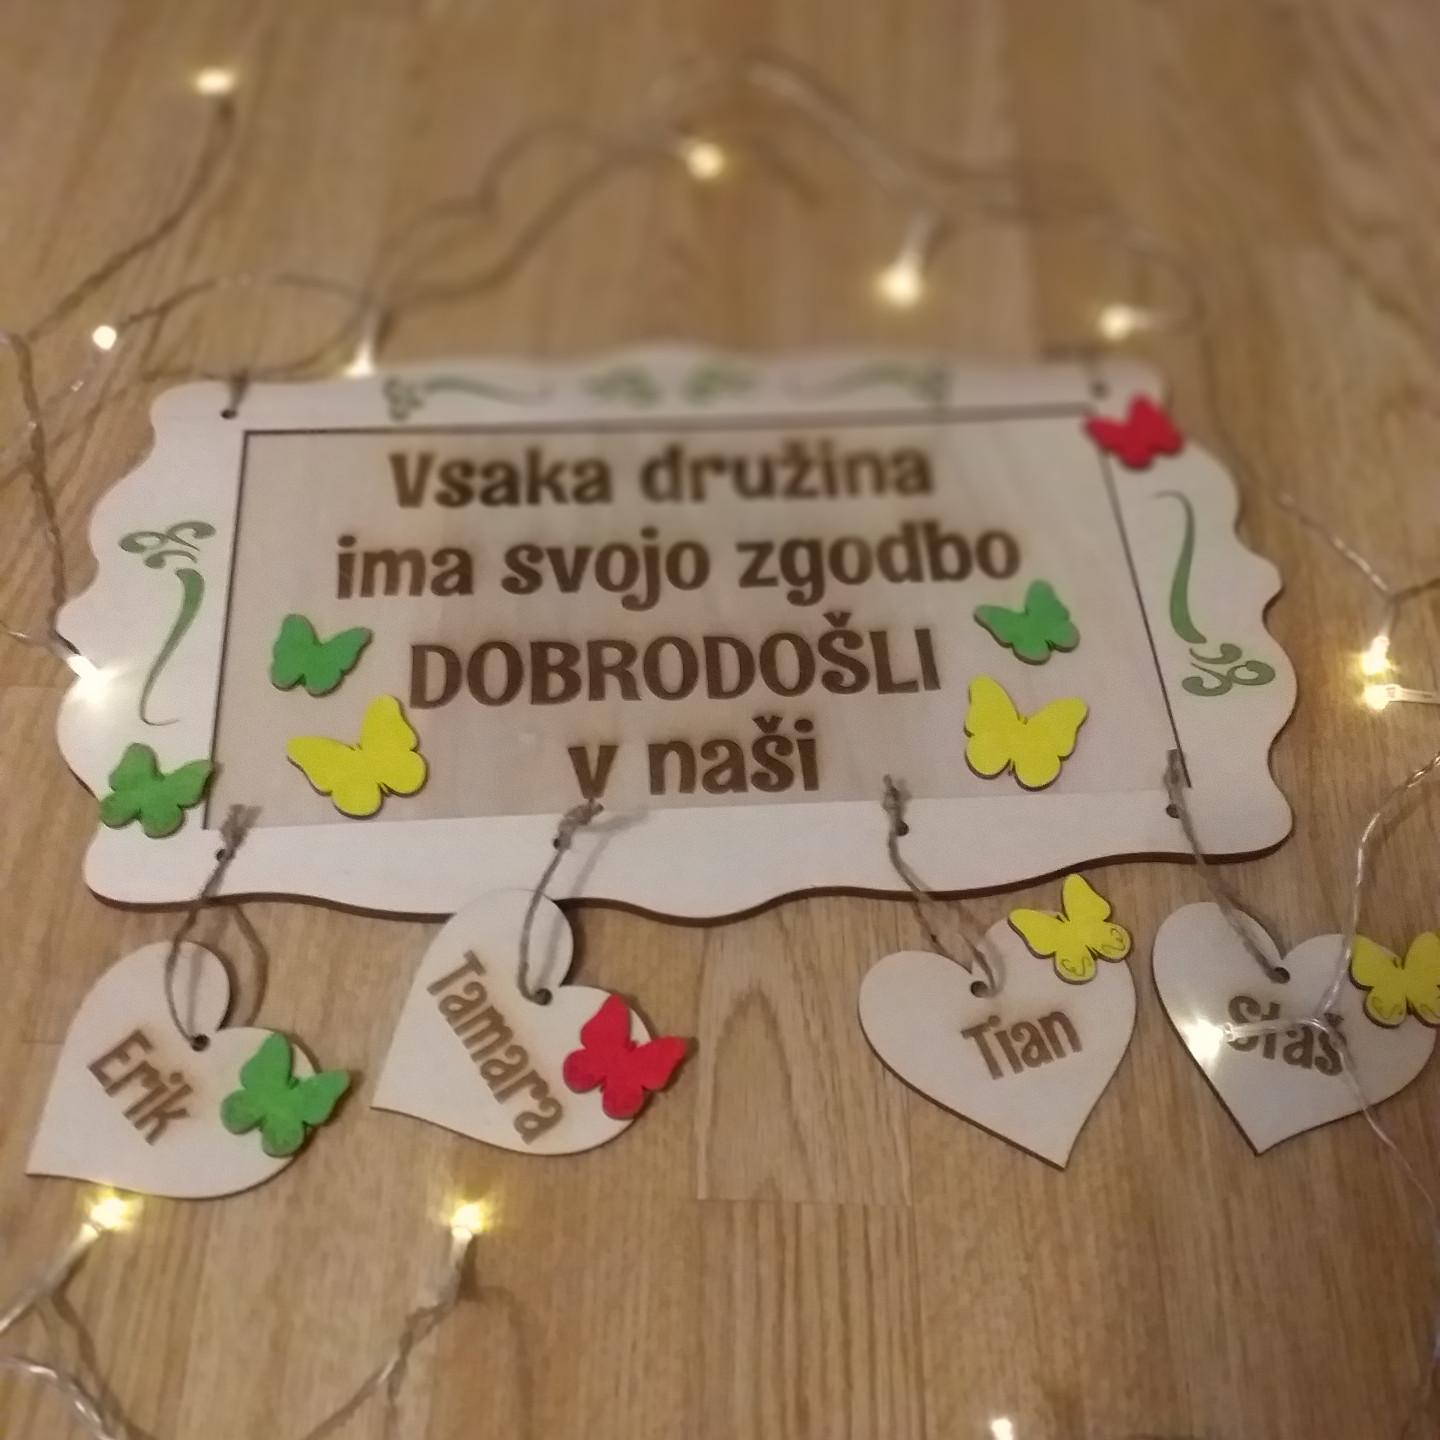 Vsaka družina
ima svojo zgodbo
DOBRODOŠLI
v naši
Erik
Tamara
Tian
Staš